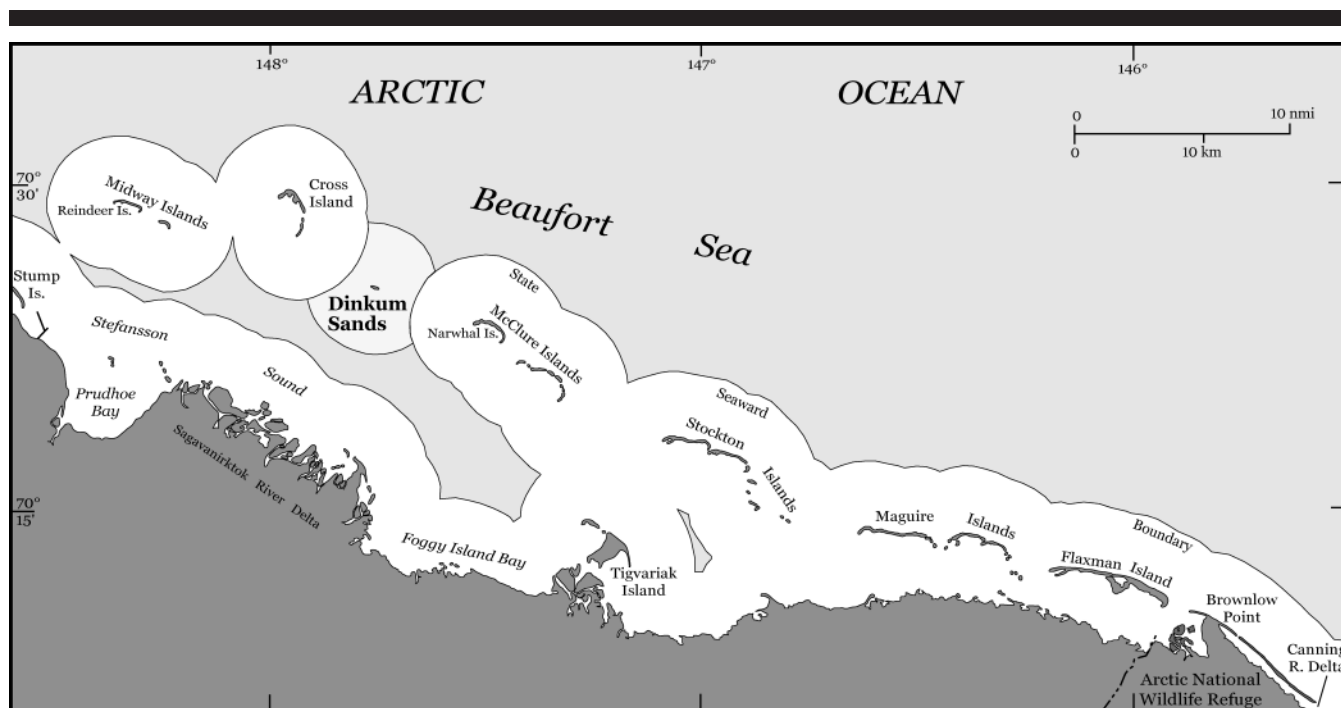 148°
147°
146°
ARCTIC
OCEAN
0
10 nmi
0
10 km
70°
30'
Midway Islands
Reindeer Is.
Cross
Island
Beaufort
Sea
Stump
Is.
Dinkum
Sands
State
McClure Islands
Narwhal Is.
Stefansson
Sound
Prudhoe
Bay
Seaward
Stockton
Islands
Sagavanirktok River Delta
70°
15'
Maguire
Islands
Boundary
Foggy Island Bay
Flaxman Island
Tigvariak
Island
Brownlow
Point
Canning
R. Delta
Arctic National
Wildlife Refuge